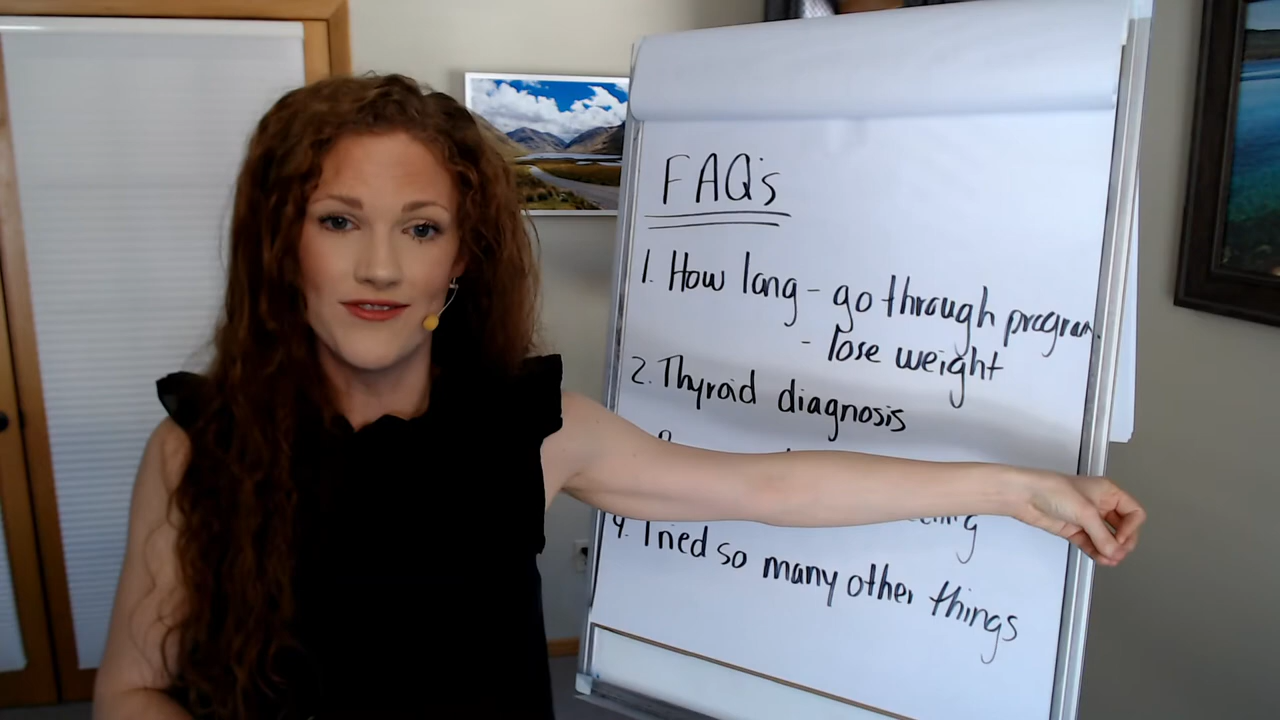 FAQ's
1. How long - go through program
- lose weight
2. Thyroid diagnosis
4. Tried so many other things